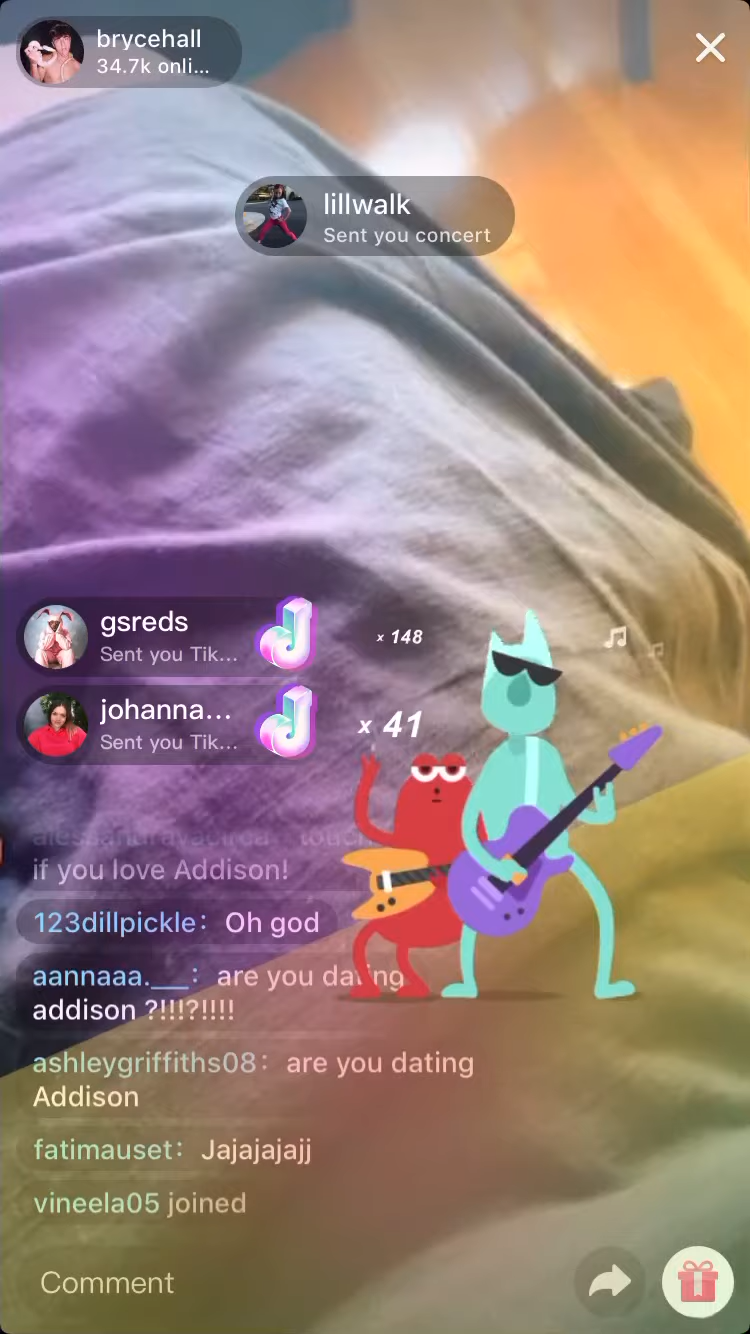 brycehall
34.7k onli...
lillwalk
Sent you concert
gsreds
Sent you Tik...
x 148
johanna...
Sent you Tik...
x 41
if you love Addison!
123dillpickle: Oh god
aannaaa.___: are you dating
addison ?!!!?!!!!
ashleygriffiths08: are you dating
Addison
fatimauset: Jajajajajj
vineela05 joined
Comment